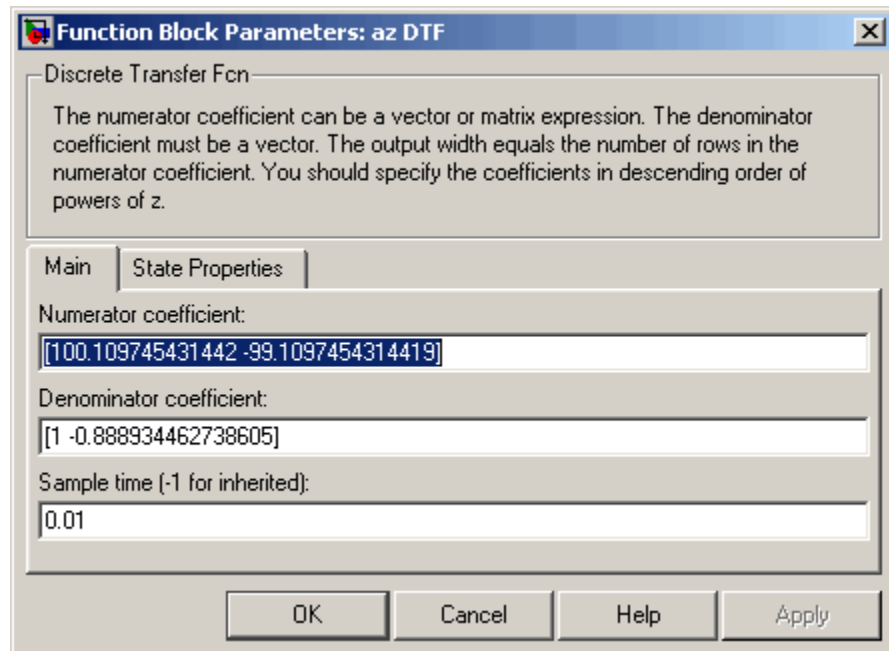 Function Block Parameters: az DTF
Discrete Transfer Fcn
The numerator coefficient can be a vector or matrix expression. The denominator
coefficient must be a vector. The output width equals the number of rows in the
numerator coefficient. You should specify the coefficients in descending order of
powers of z.
Main State Properties
Numerator coefficient:
[100.109745431442 -99.1097454314419]
Denominator coefficient:
[1 -0.888934462738605]
Sample time (-1 for inherited):
0.01
OK Cancel Help Apply